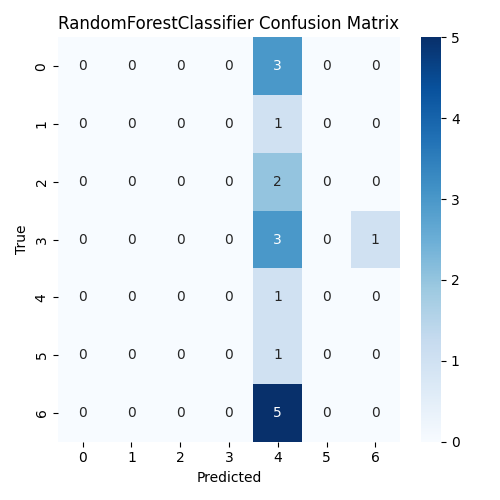 RandomForestClassifier Confusion Matrix
0 0 0 0 0 3 0 0
1 0 0 0 0 1 0 0
2 0 0 0 0 2 0 0
3 0 0 0 0 3 0 1
4 0 0 0 0 1 0 0
5 0 0 0 0 1 0 0
6 0 0 0 0 5 0 0
0 1 2 3 4 5 6
True
Predicted
5
4
3
2
1
0